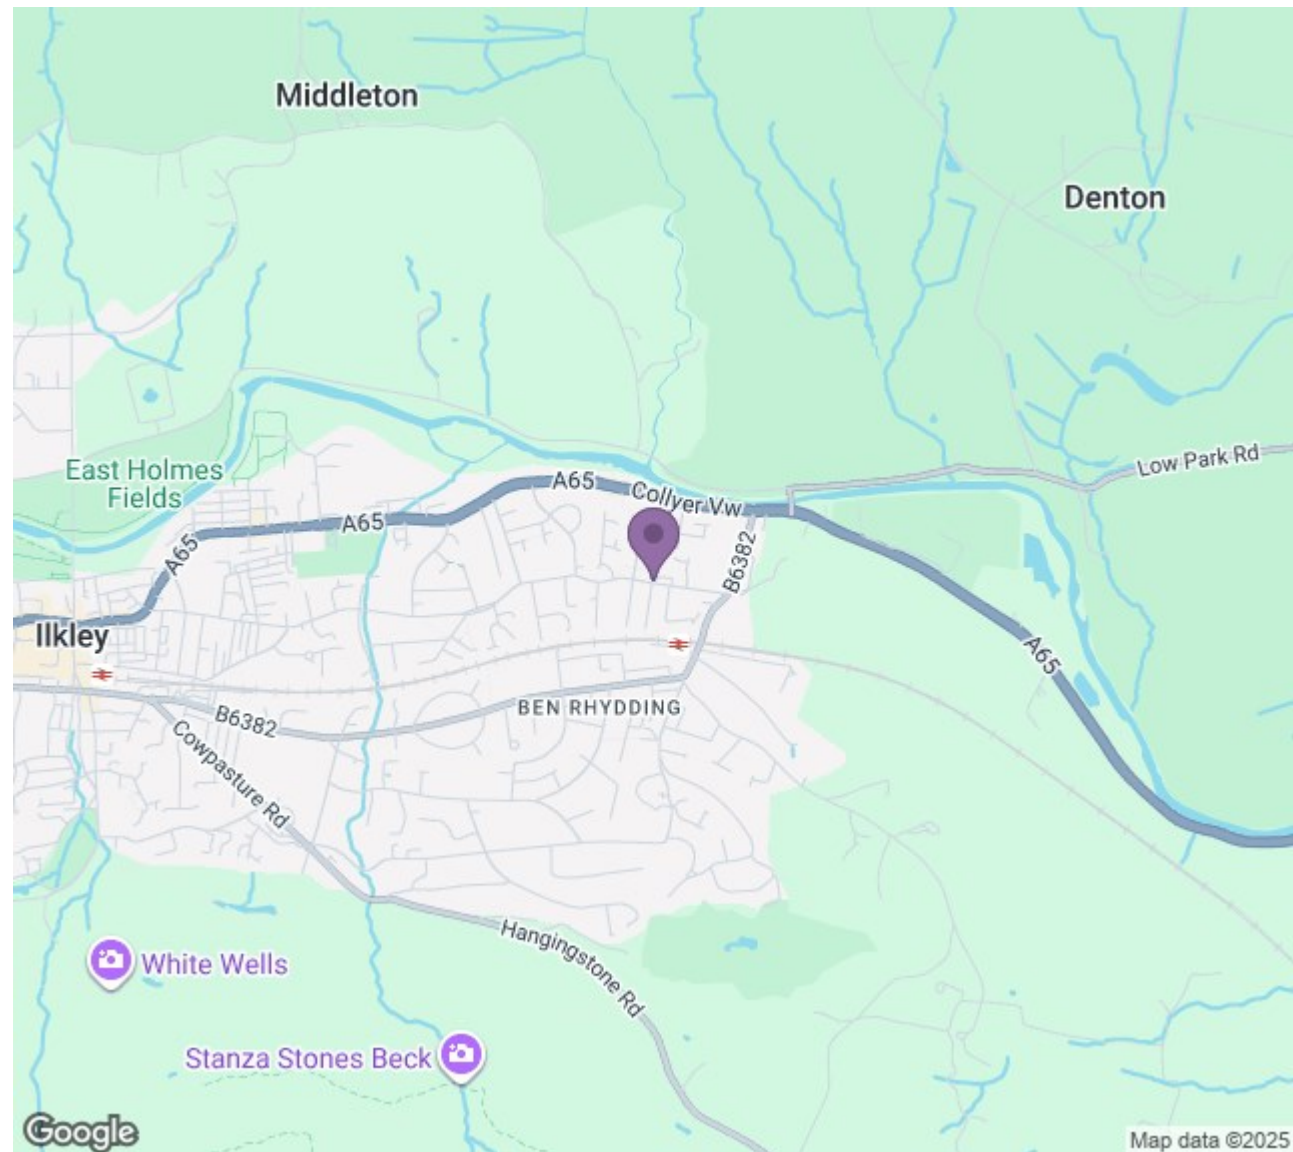 Middleton
Denton
Low Park Rd
East Holmes
Fields
A65
Collyer Vw
A65
A65
B6382
Ilkley
A65
BEN RHYDDING
B6382
Cowpasture Rd
Hangingstone Rd
White Wells
Stanza Stones Beck
Google
Map data ©2025